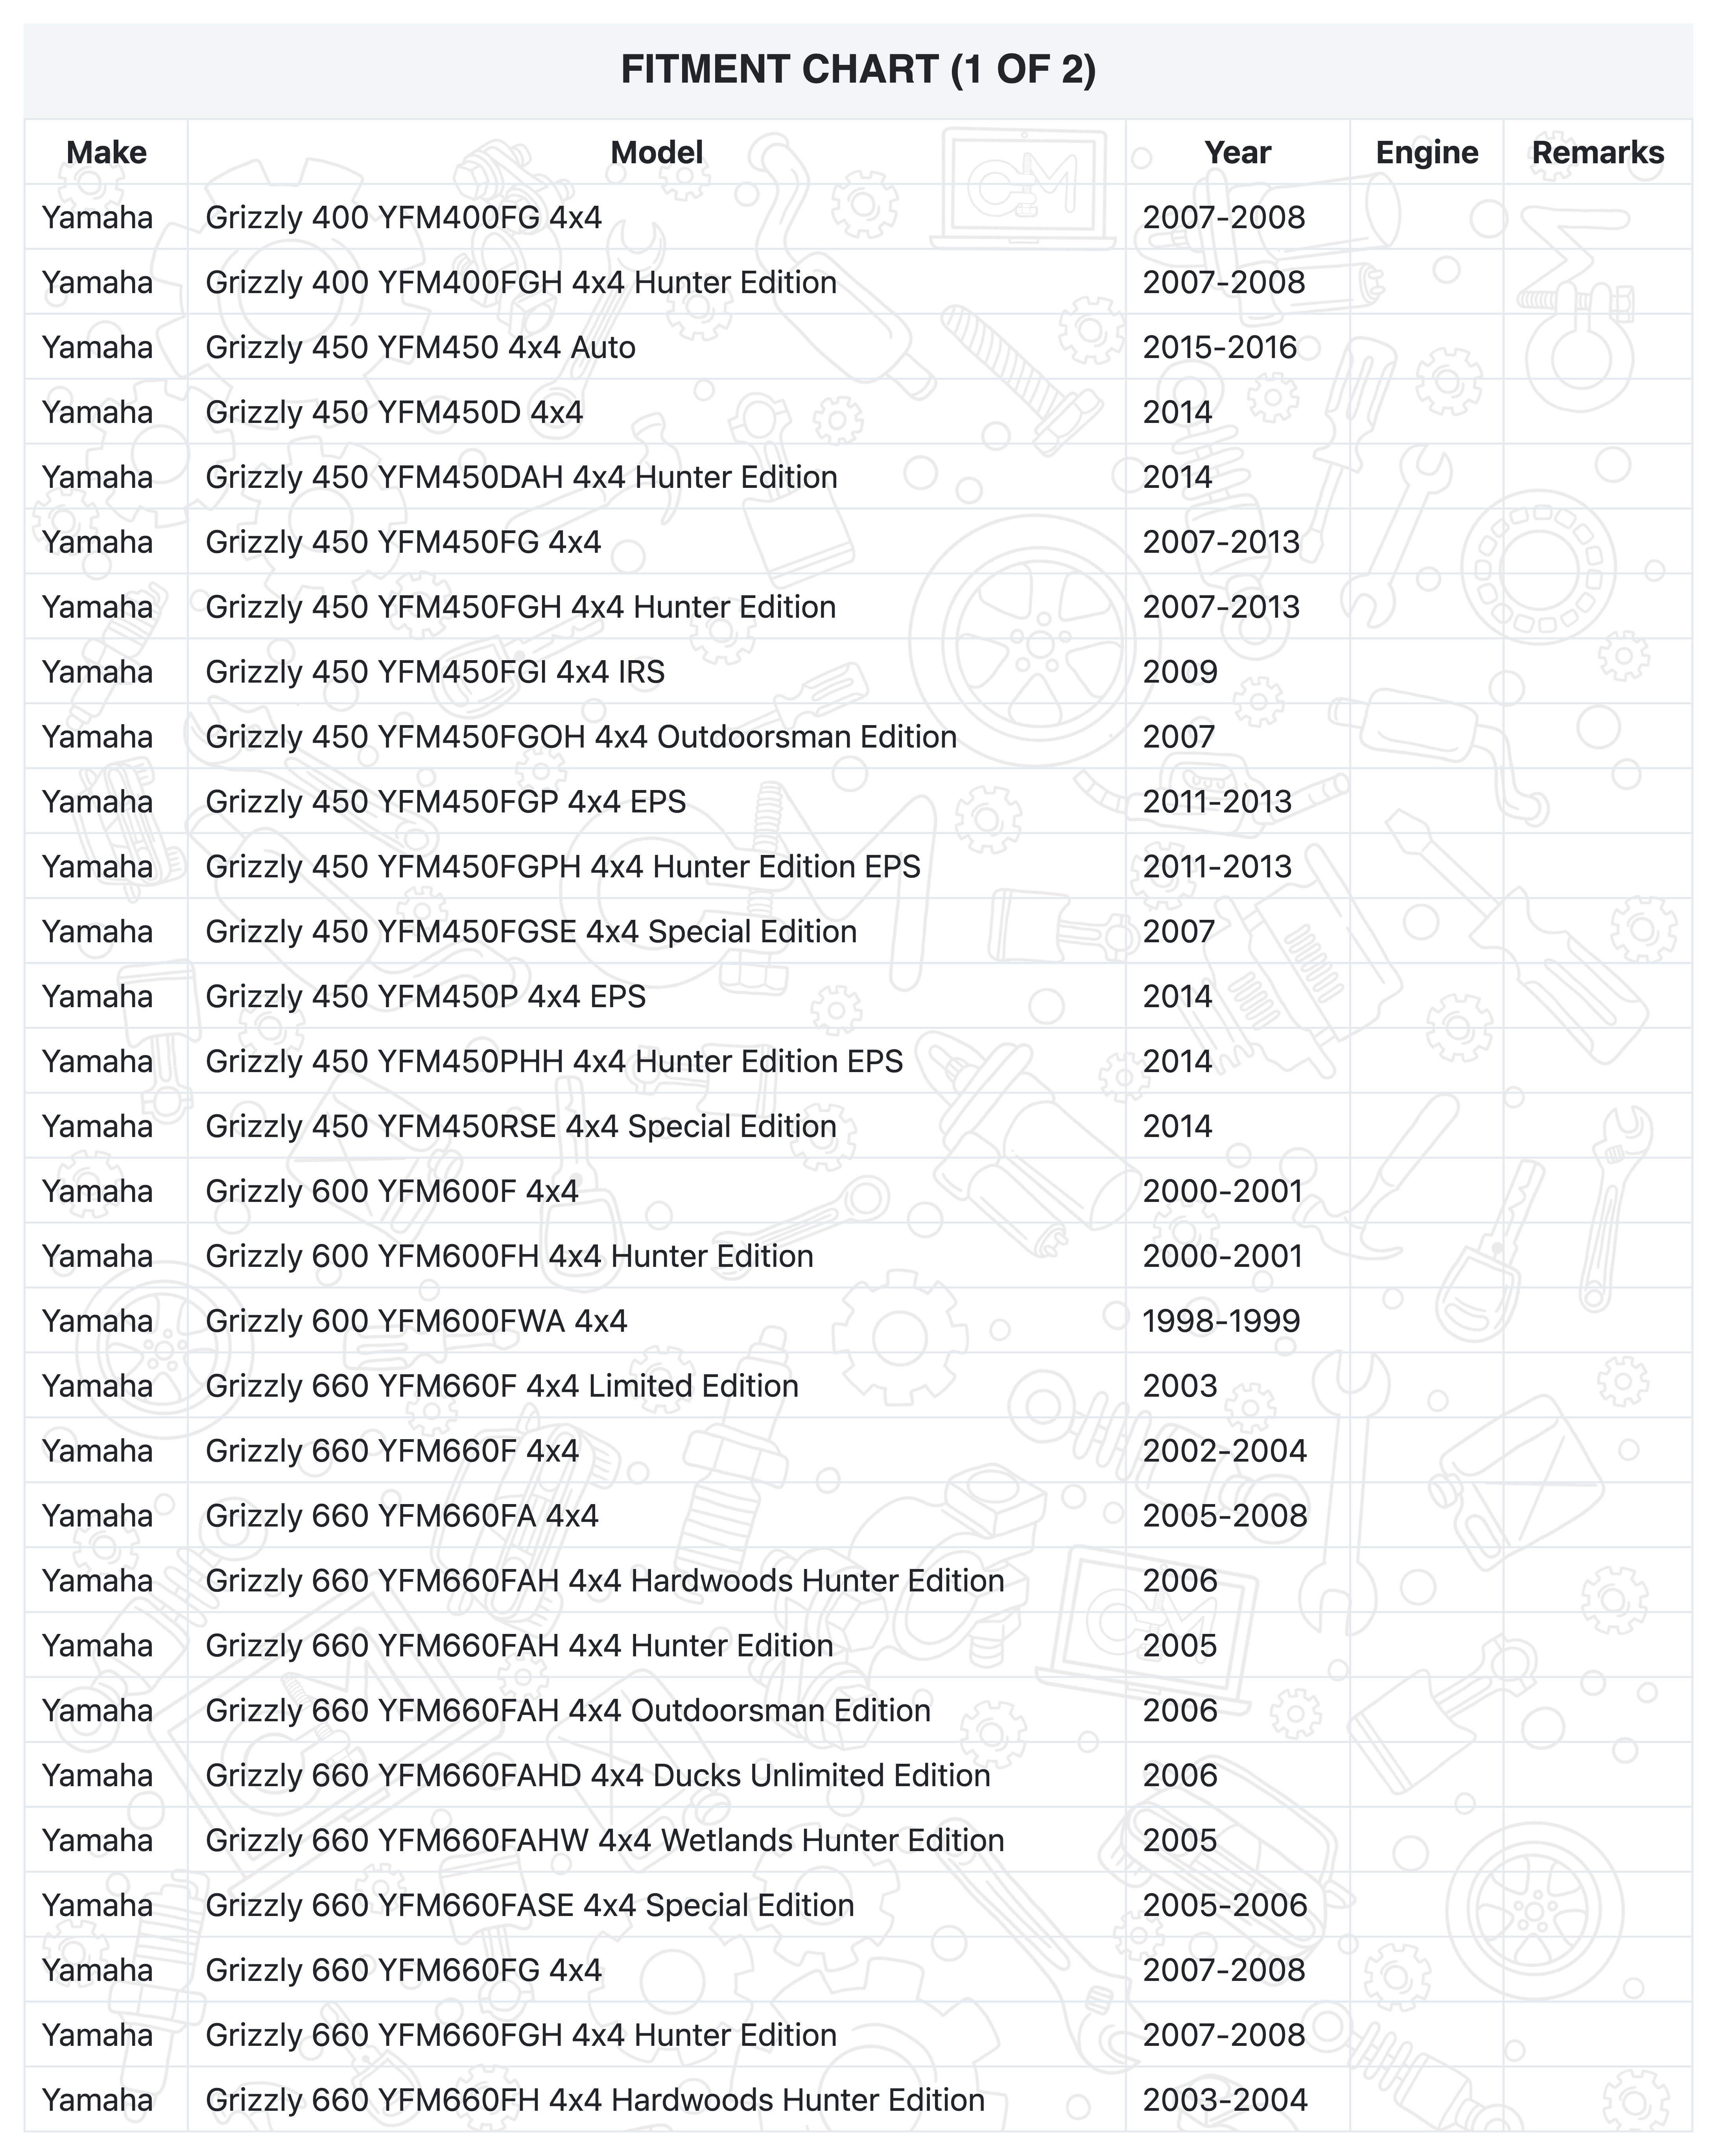 FITMENT CHART (1 OF 2)
Make Model Year Engine Remarks
Yamaha Grizzly 400 YFM400FG 4x4 2007-2008
Yamaha Grizzly 400 YFM400FGH 4x4 Hunter Edition 2007-2008
Yamaha Grizzly 450 YFM450 4x4 Auto 2015-2016
Yamaha Grizzly 450 YFM450D 4x4 2014
Yamaha Grizzly 450 YFM450DAH 4x4 Hunter Edition 2014
Yamaha Grizzly 450 YFM450FG 4x4 2007-2013
Yamaha Grizzly 450 YFM450FGH 4x4 Hunter Edition 2007-2013
Yamaha Grizzly 450 YFM450FGI 4x4 IRS 2009
Yamaha Grizzly 450 YFM450FGOH 4x4 Outdoorsman Edition 2007
Yamaha Grizzly 450 YFM450FGP 4x4 EPS 2011-2013
Yamaha Grizzly 450 YFM450FGPH 4x4 Hunter Edition EPS 2011-2013
Yamaha Grizzly 450 YFM450FGSE 4x4 Special Edition 2007
Yamaha Grizzly 450 YFM450P 4x4 EPS 2014
Yamaha Grizzly 450 YFM450PHH 4x4 Hunter Edition EPS 2014
Yamaha Grizzly 450 YFM450RSE 4x4 Special Edition 2014
Yamaha Grizzly 600 YFM600F 4x4 2000-2001
Yamaha Grizzly 600 YFM600FH 4x4 Hunter Edition 2000-2001
Yamaha Grizzly 600 YFM600FWA 4x4 1998-1999
Yamaha Grizzly 660 YFM660F 4x4 Limited Edition 2003
Yamaha Grizzly 660 YFM660F 4x4 2002-2004
Yamaha Grizzly 660 YFM660FA 4x4 2005-2008
Yamaha Grizzly 660 YFM660FAH 4x4 Hardwoods Hunter Edition 2006
Yamaha Grizzly 660 YFM660FAH 4x4 Hunter Edition 2005
Yamaha Grizzly 660 YFM660FAH 4x4 Outdoorsman Edition 2006
Yamaha Grizzly 660 YFM660FAHD 4x4 Ducks Unlimited Edition 2006
Yamaha Grizzly 660 YFM660FAHW 4x4 Wetlands Hunter Edition 2005
Yamaha Grizzly 660 YFM660FASE 4x4 Special Edition 2005-2006
Yamaha Grizzly 660 YFM660FG 4x4 2007-2008
Yamaha Grizzly 660 YFM660FGH 4x4 Hunter Edition 2007-2008
Yamaha Grizzly 660 YFM660FH 4x4 Hardwoods Hunter Edition 2003-2004